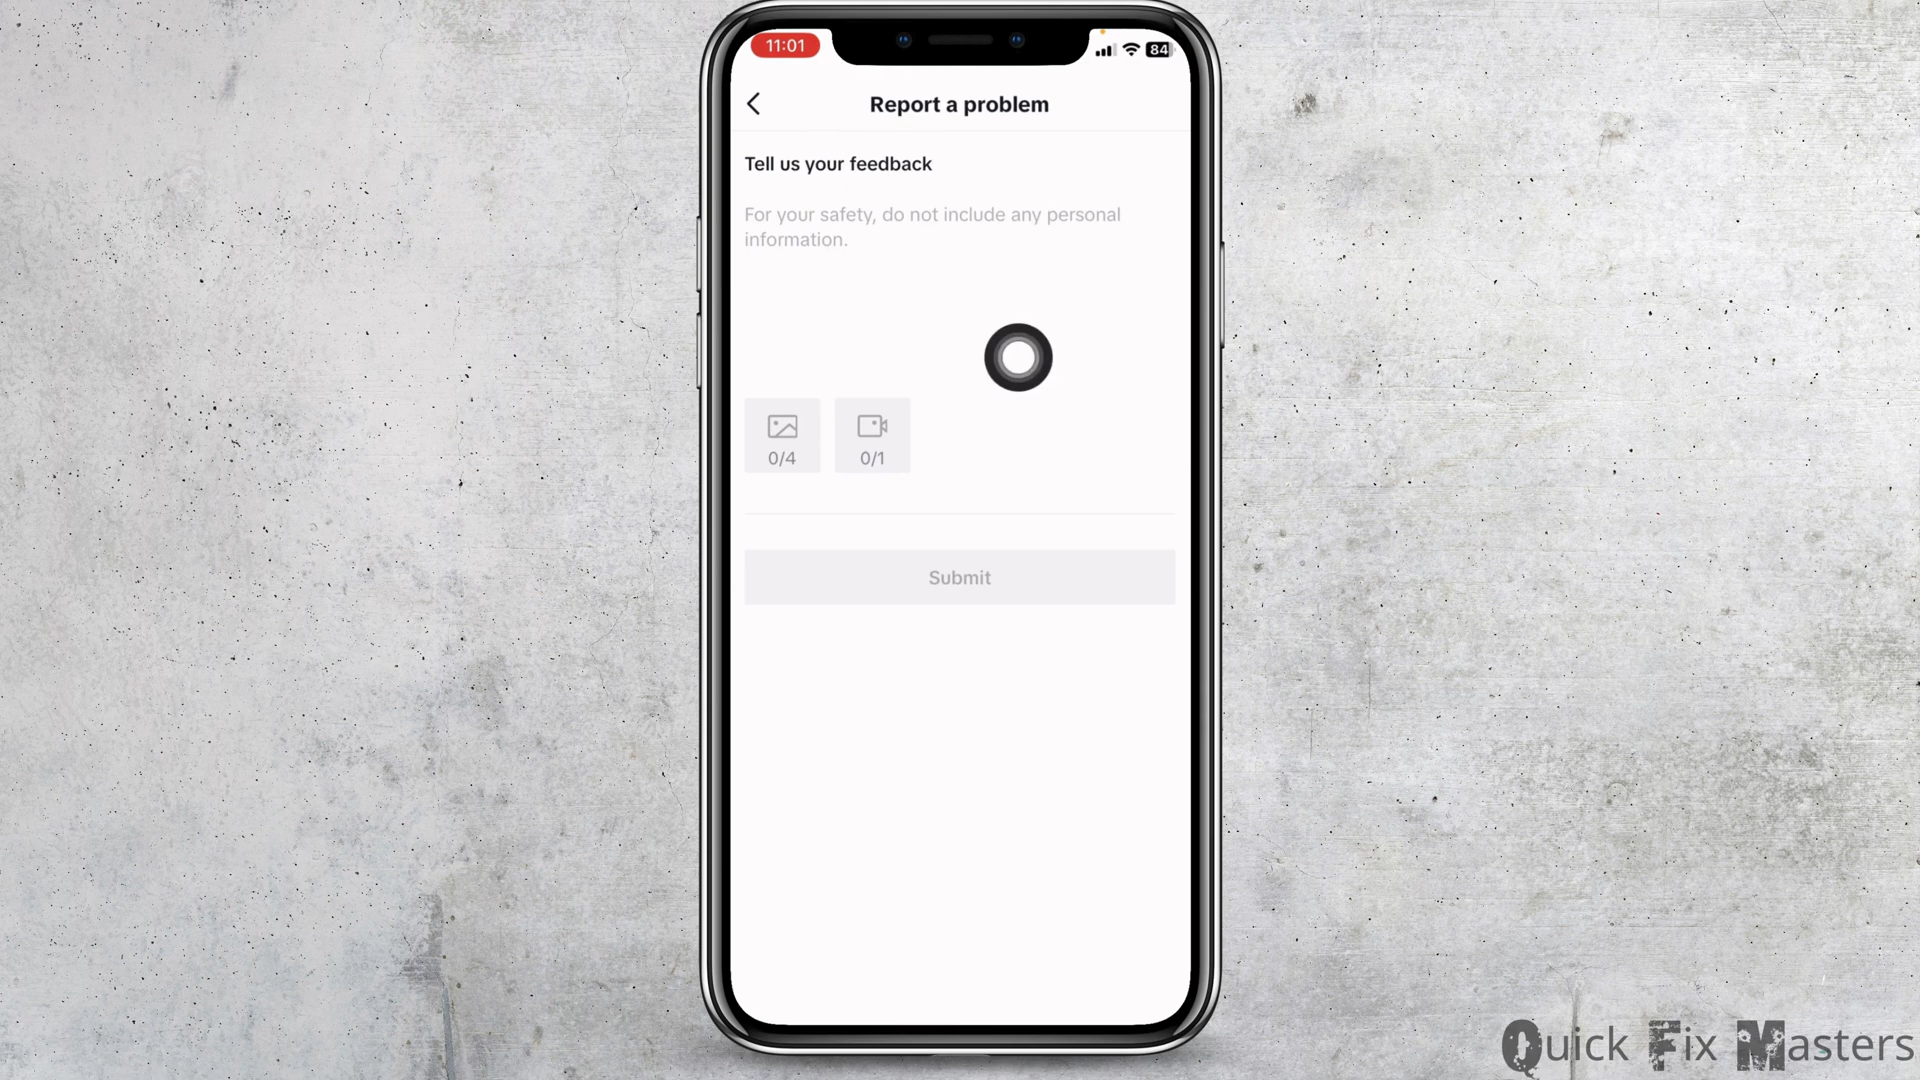 11:01
84
Report a problem
Tell us your feedback
For your safety, do not include any personal
information.
0/4
0/1
Submit
Quick Fix Masters